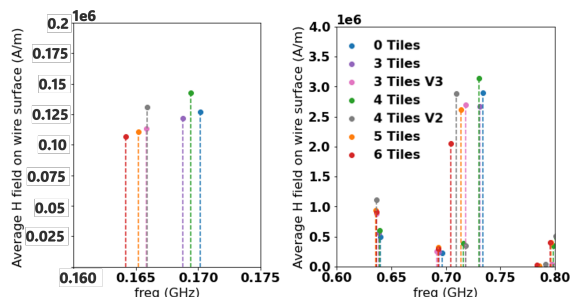 1e6
0.2
0.175
0.15
0.125
0.10
0.075
0.05
0.025
0.160
0.165
0.170
0.175
Average H field on wire surface (A/m)
freq (GHz)
1e6
4.0
3.5
3.0
2.5
2.0
1.5
1.0
0.5
0.0
0.60
0.70
0.75
0.80
Average H field on wire surface (A/m)
freq (GHz)
0 Tiles
3 Tiles
3 Tiles V3
4 Tiles
4 Tiles V2
5 Tiles
6 Tiles